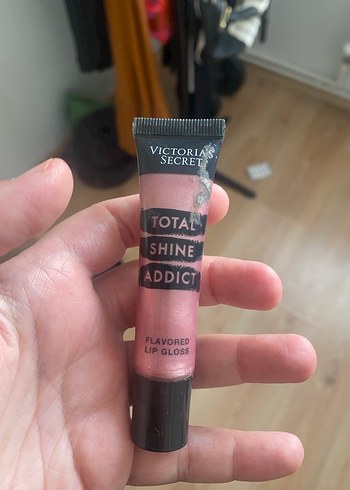 VICTORIA'S
SECRET
TOTAL
SHINE
ADDICT
FLAVORED
LIP GLOSS